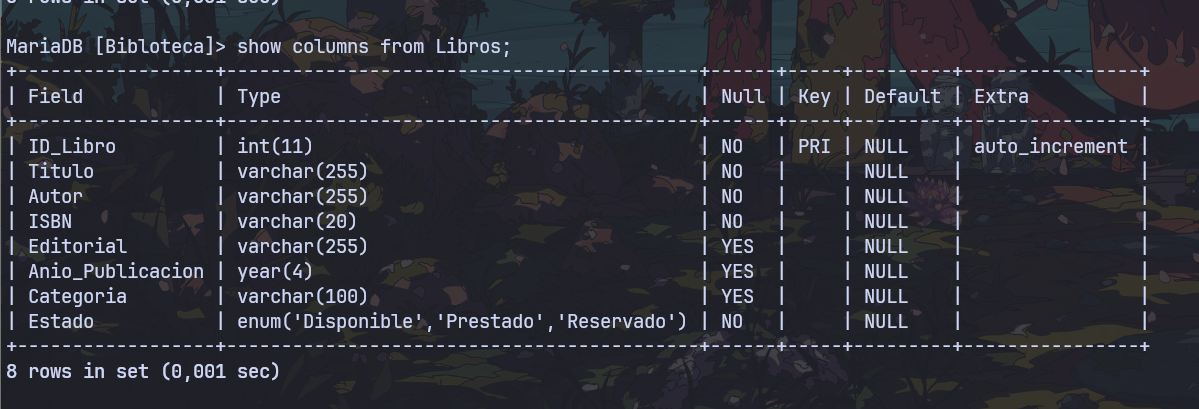 8 rows in set (0,001 sec)
MariaDB [Bibloteca]> show columns from Libros;
+------------------+-------------------------------------------+------+-----+---------+----------------+
| Field            | Type                                      | Null | Key | Default | Extra          |
+------------------+-------------------------------------------+------+-----+---------+----------------+
| ID_Libro         | int(11)                                   | NO   | PRI | NULL    | auto_increment |
| Titulo           | varchar(255)                              | NO   |     | NULL    |                |
| Autor            | varchar(255)                              | NO   |     | NULL    |                |
| ISBN             | varchar(20)                               | NO   |     | NULL    |                |
| Editorial        | varchar(255)                              | YES  |     | NULL    |                |
| Anio_Publicacion | year(4)                                   | YES  |     | NULL    |                |
| Categoria        | varchar(100)                              | YES  |     | NULL    |                |
| Estado           | enum('Disponible','Prestado','Reservado') | NO   |     | NULL    |                |
+------------------+-------------------------------------------+------+-----+---------+----------------+
8 rows in set (0,001 sec)